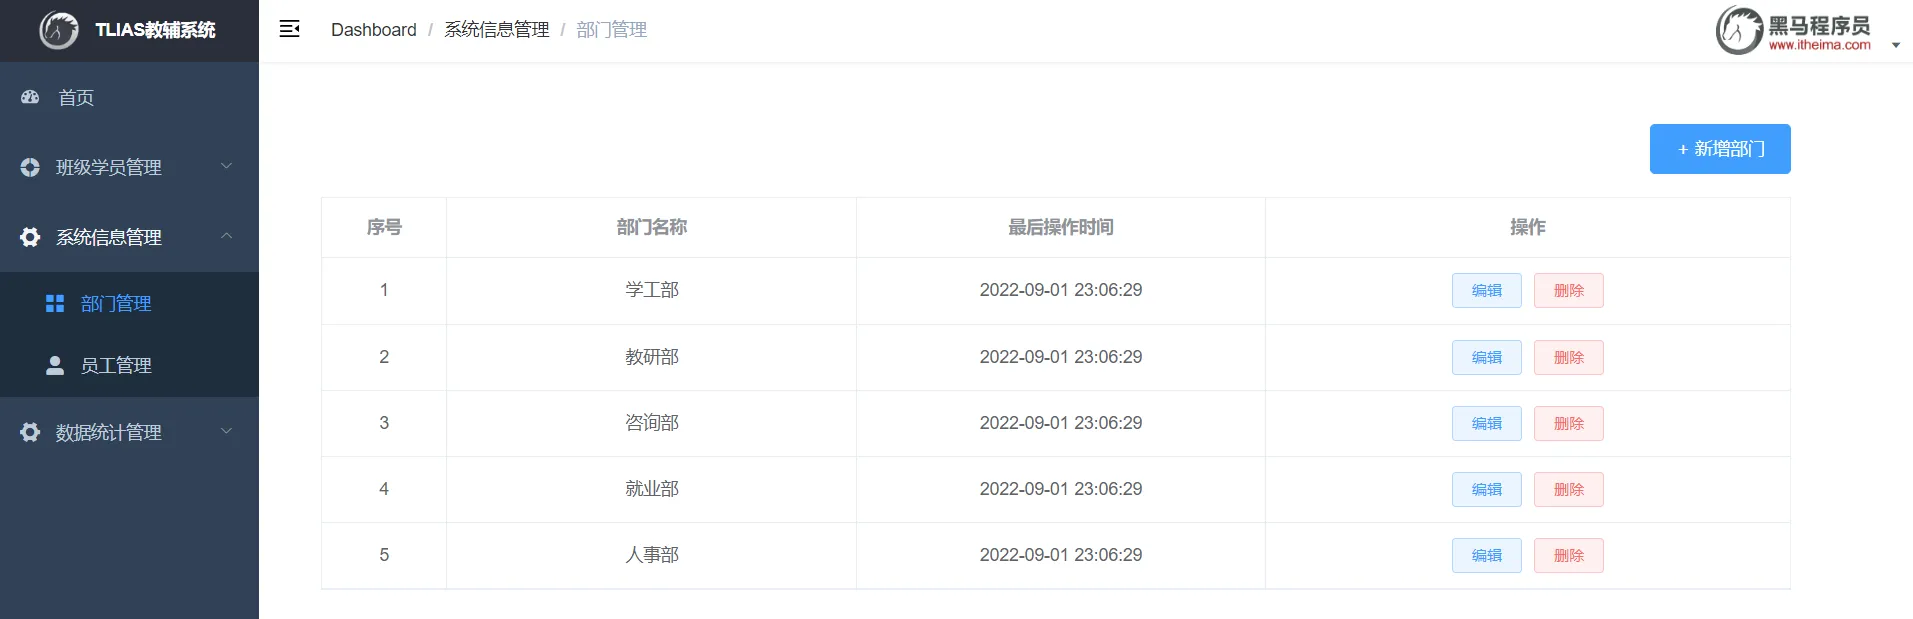 TLIAS教辅系统
Dashboard / 系统信息管理 / 部门管理
黑马程序员
www.itheima.com
首页
班级学员管理
系统信息管理
部门管理
员工管理
数据统计管理
+ 新增部门
序号 部门名称 最后操作时间 操作
1 学工部 2022-09-01 23:06:29 编辑 删除
2 教研部 2022-09-01 23:06:29 编辑 删除
3 咨询部 2022-09-01 23:06:29 编辑 删除
4 就业部 2022-09-01 23:06:29 编辑 删除
5 人事部 2022-09-01 23:06:29 编辑 删除